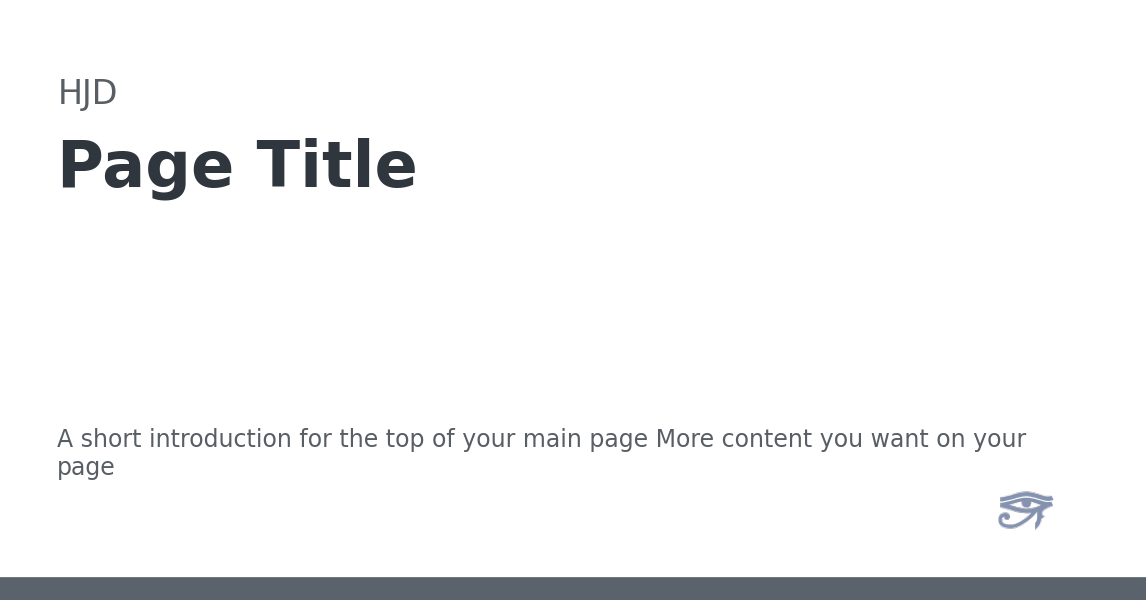 HJD
Page Title
A short introduction for the top of your main page More content you want on your
page